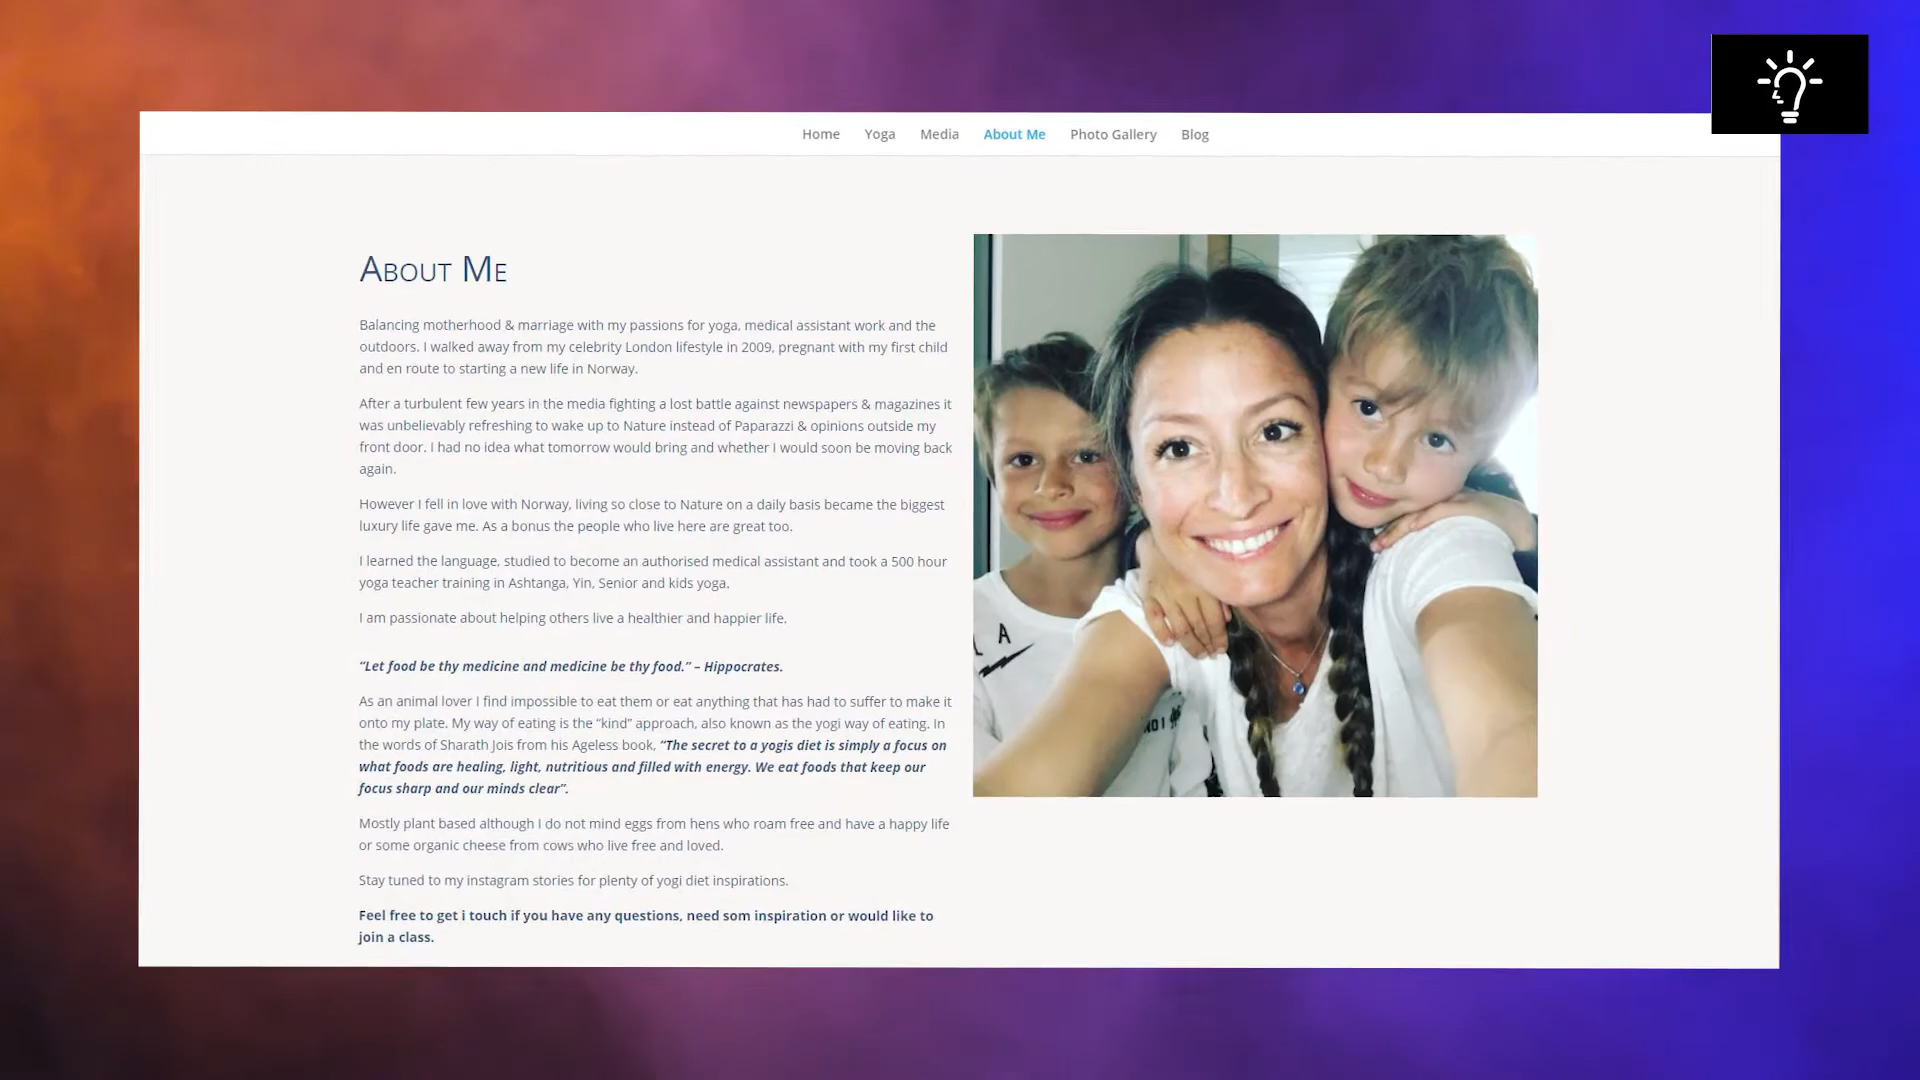 Home Yoga Media About Me Photo Gallery Blog
About Me
Balancing motherhood & marriage with my passions for yoga, medical assistant work and the
outdoors. I walked away from my celebrity London lifestyle in 2009, pregnant with my first child
and en route to starting a new life in Norway.
After a turbulent few years in the media fighting a lost battle against newspapers & magazines it
was unbelievably refreshing to wake up to Nature instead of Paparazzi & opinions outside my
front door. I had no idea what tomorrow would bring and whether I would soon be moving back
again.
However I fell in love with Norway, living so close to Nature on a daily basis became the biggest
luxury life gave me. As a bonus the people who live here are great too.
I learned the language, studied to become an authorised medical assistant and took a 500 hour
yoga teacher training in Ashtanga, Yin, Senior and kids yoga.
I am passionate about helping others live a healthier and happier life.
“Let food be thy medicine and medicine be thy food.” – Hippocrates.
As an animal lover I find impossible to eat them or eat anything that has had to suffer to make it
onto my plate. My way of eating is the “kind” approach, also known as the yogi way of eating. In
the words of Sharath Jois from his Ageless book, “The secret to a yogis diet is simply a focus on
what foods are healing, light, nutritious and filled with energy. We eat foods that keep our
focus sharp and our minds clear”.
Mostly plant based although I do not mind eggs from hens who roam free and have a happy life
or some organic cheese from cows who live free and loved.
Stay tuned to my instagram stories for plenty of yogi diet inspirations.
Feel free to get i touch if you have any questions, need som inspiration or would like to
join a class.